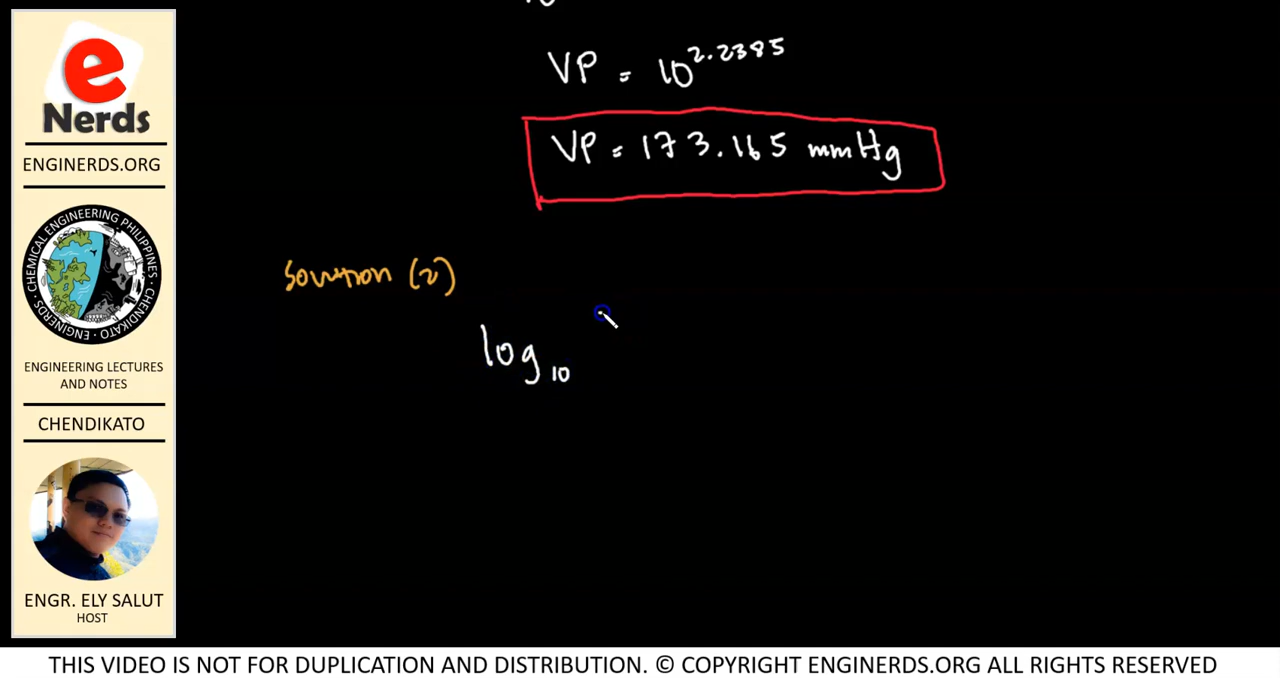 e
Nerds
ENGINERDS.ORG
CHEMICAL ENGINEERING PHILIPPINES
CHENDIKATO ENGINERDS.ORG
ENGINEERING LECTURES
AND NOTES
CHENDIKATO
ENGR. ELY SALUT
HOST
VP = 10^2.2385
VP = 173.165 mmHg
Solution (2)
log10
THIS VIDEO IS NOT FOR DUPLICATION AND DISTRIBUTION. © COPYRIGHT ENGINERDS.ORG ALL RIGHTS RESERVED